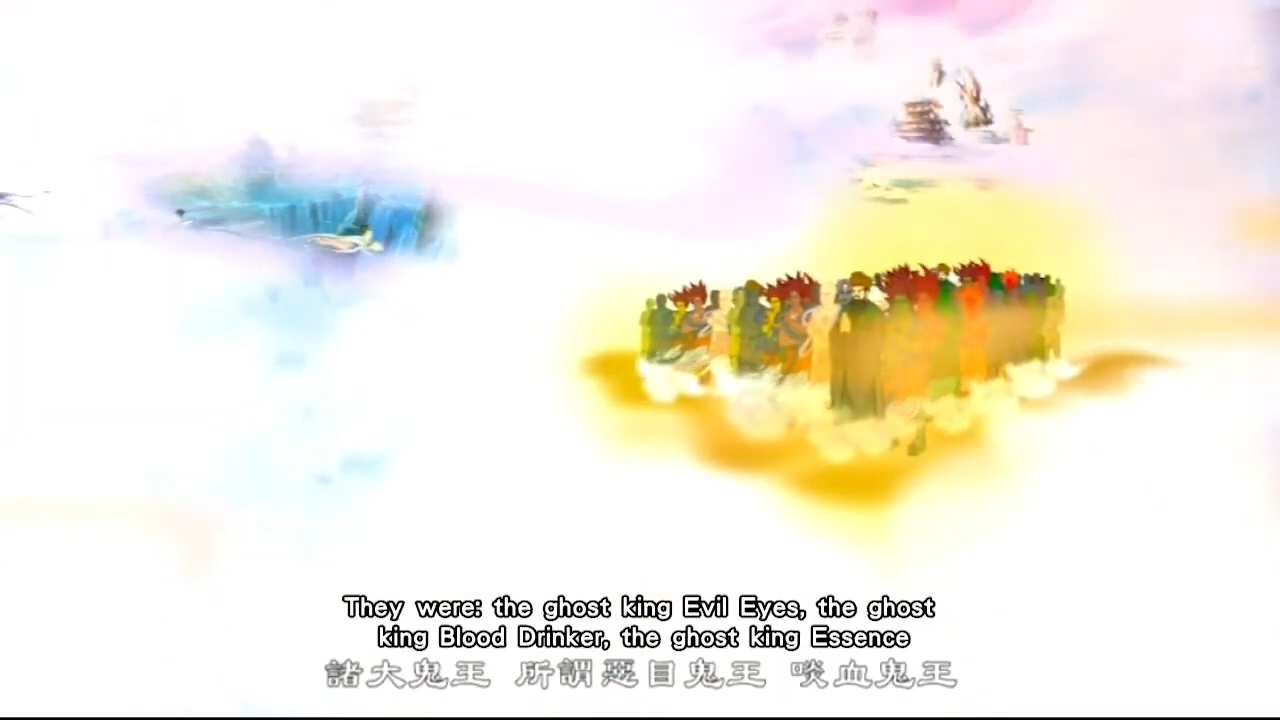 They were: the ghost king Evil Eyes, the ghost
king Blood Drinker, the ghost king Essence
諸大鬼王 所謂惡目鬼王 啖血鬼王